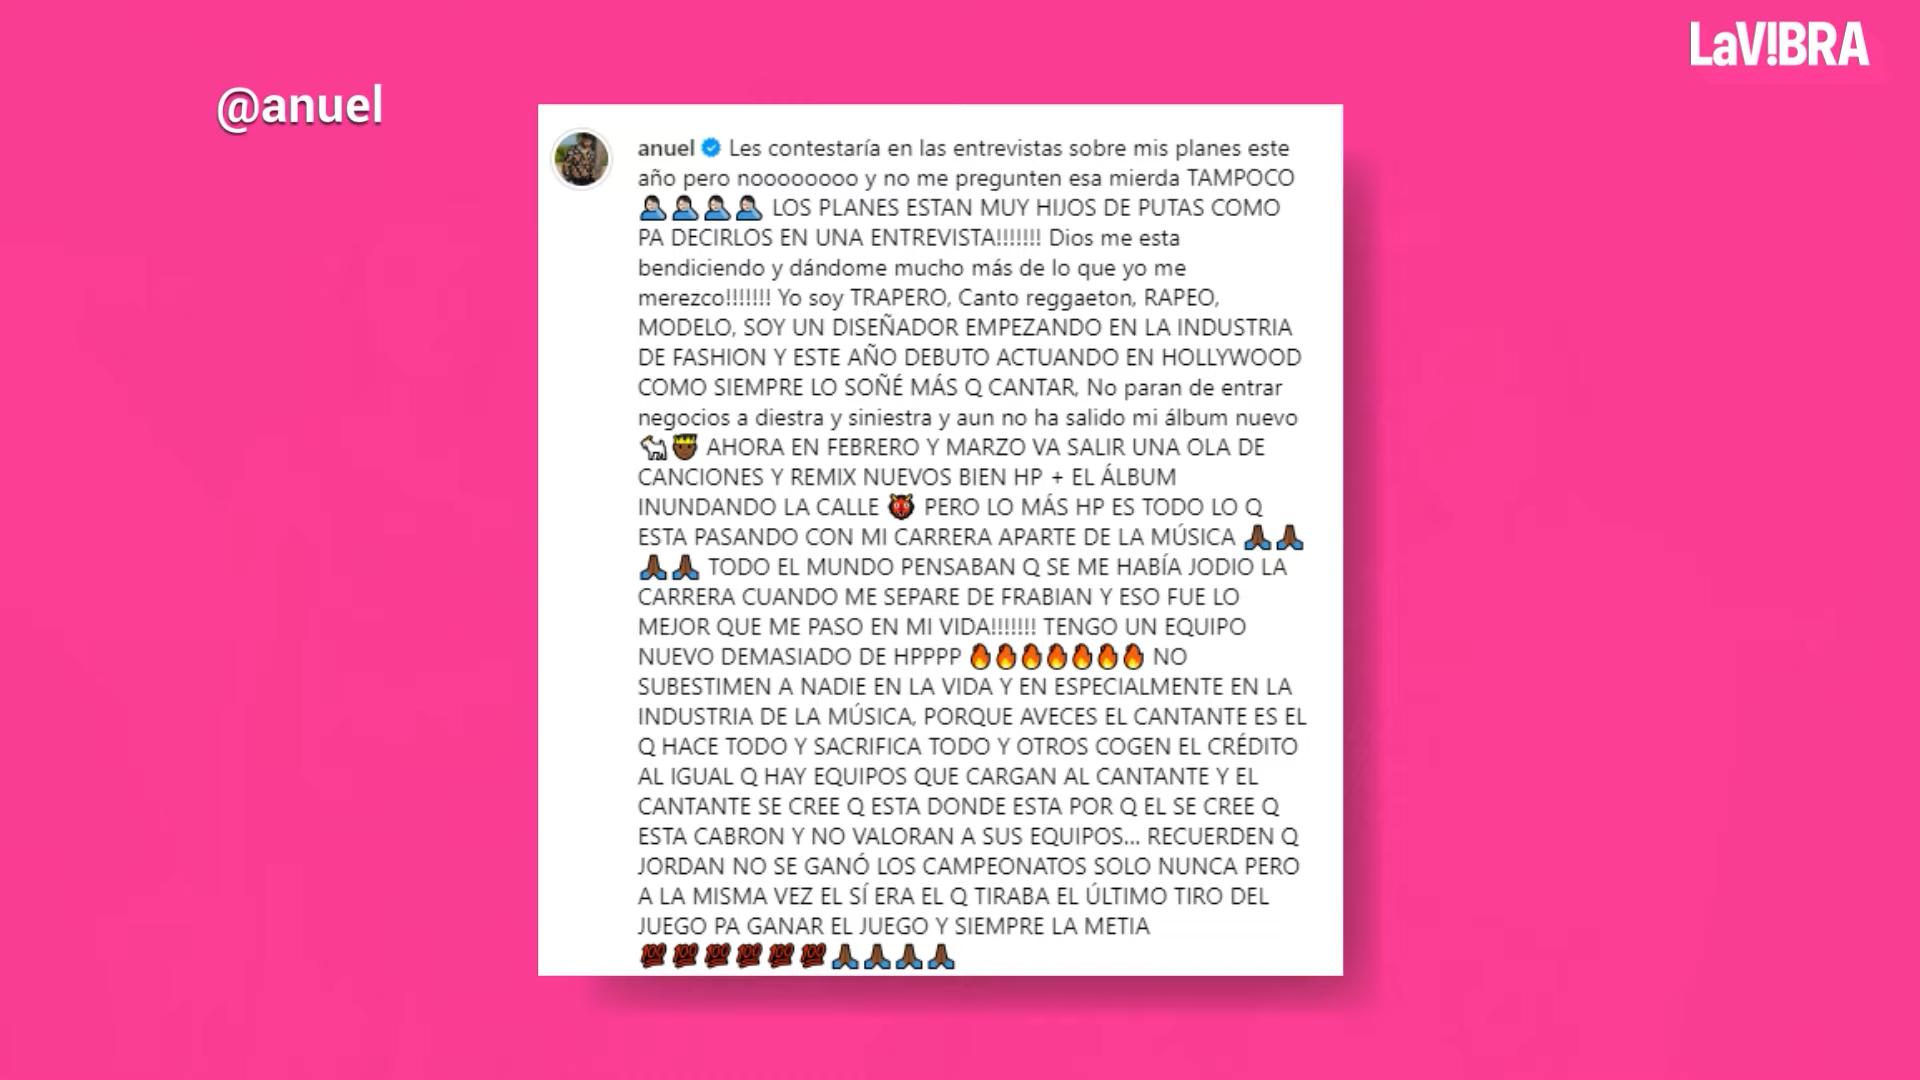 LaV!BRA
@anuel
anuel Les contestaría en las entrevistas sobre mis planes este
año pero noooooooo y no me pregunten esa mierda TAMPOCO
🤦🏻‍♂️🤦🏻‍♂️🤦🏻‍♂️🤦🏻‍♂️ LOS PLANES ESTAN MUY HIJOS DE PUTAS COMO
PA DECIRLOS EN UNA ENTREVISTA!!!!!!! Dios me esta
bendiciendo y dándome mucho más de lo que yo me
merezco!!!!!!! Yo soy TRAPERO, Canto reggaeton, RAPEO,
MODELO, SOY UN DISEÑADOR EMPEZANDO EN LA INDUSTRIA
DE FASHION Y ESTE AÑO DEBUTO ACTUANDO EN HOLLYWOOD
COMO SIEMPRE LO SOÑÉ MÁS Q CANTAR, No paran de entrar
negocios a diestra y siniestra y aun no ha salido mi álbum nuevo
🐐🤴🏾 AHORA EN FEBRERO Y MARZO VA SALIR UNA OLA DE
CANCIONES Y REMIX NUEVOS BIEN HP + EL ÁLBUM
INUNDANDO LA CALLE 👹 PERO LO MÁS HP ES TODO LO Q
ESTA PASANDO CON MI CARRERA APARTE DE LA MÚSICA 🙏🏾🙏🏾
🙏🏾🙏🏾 TODO EL MUNDO PENSABAN Q SE ME HABÍA JODIO LA
CARRERA CUANDO ME SEPARE DE FRABIAN Y ESO FUE LO
MEJOR QUE ME PASO EN MI VIDA!!!!!!! TENGO UN EQUIPO
NUEVO DEMASIADO DE HPPPP 🔥🔥🔥🔥🔥🔥🔥 NO
SUBESTIMEN A NADIE EN LA VIDA Y EN ESPECIALMENTE EN LA
INDUSTRIA DE LA MÚSICA, PORQUE AVECES EL CANTANTE ES EL
Q HACE TODO Y SACRIFICA TODO Y OTROS COGEN EL CRÉDITO
AL IGUAL Q HAY EQUIPOS QUE CARGAN AL CANTANTE Y EL
CANTANTE SE CREE Q ESTA DONDE ESTA POR Q EL SE CREE Q
ESTA CABRON Y NO VALORAN A SUS EQUIPOS... RECUERDEN Q
JORDAN NO SE GANÓ LOS CAMPEONATOS SOLO NUNCA PERO
A LA MISMA VEZ EL SÍ ERA EL Q TIRABA EL ÚLTIMO TIRO DEL
JUEGO PA GANAR EL JUEGO Y SIEMPRE LA METIA
💯💯💯💯💯💯🙏🏾🙏🏾🙏🏾🙏🏾